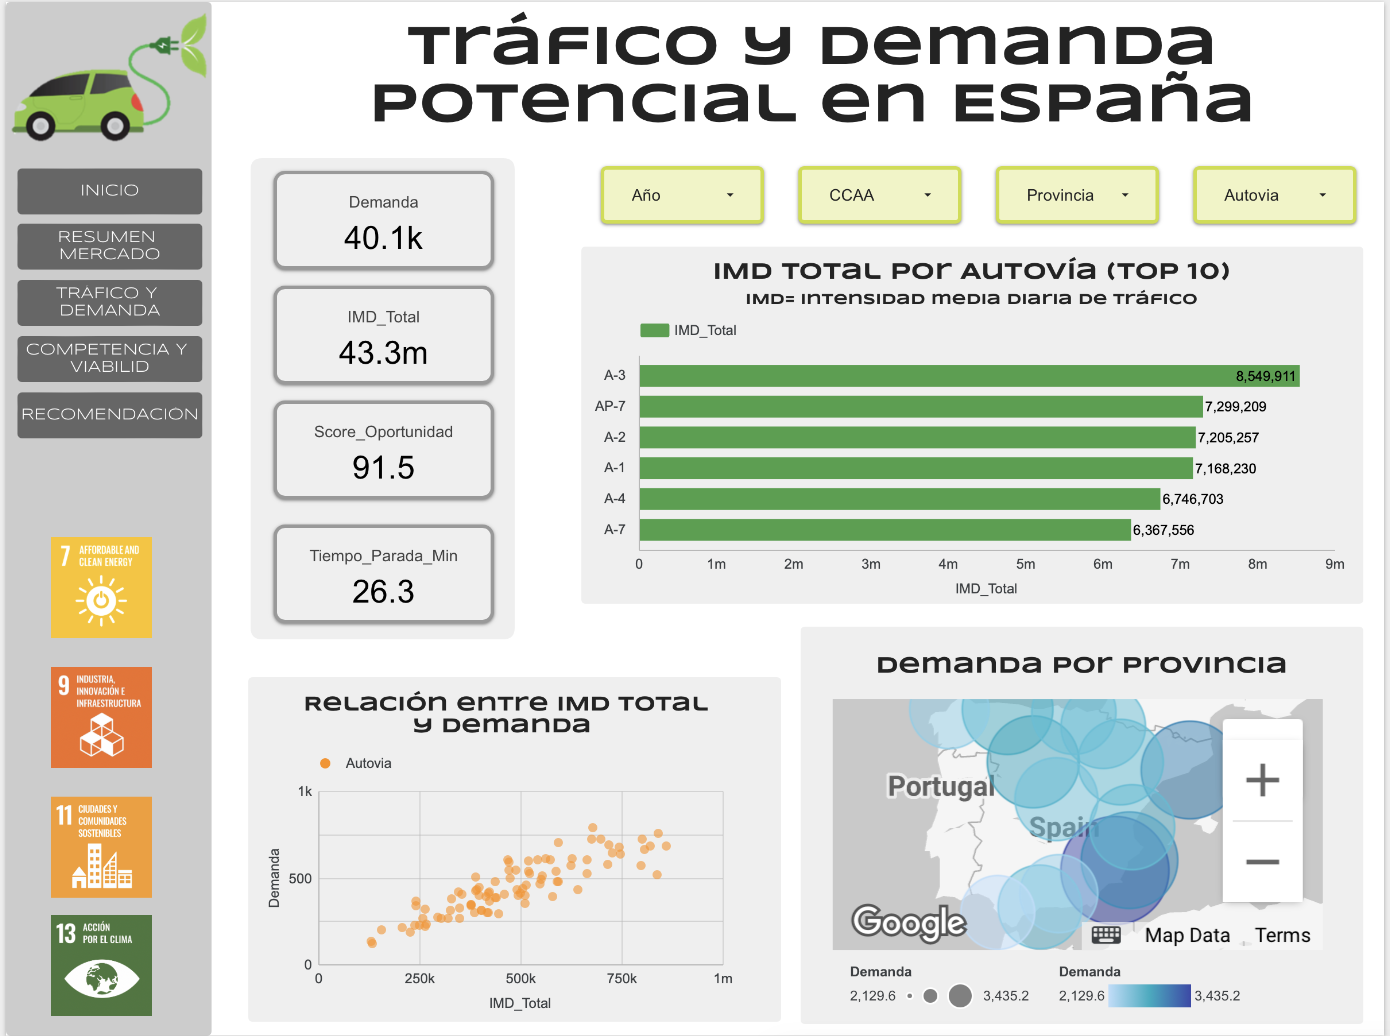 Tráfico y Demanda
Potencial en España
INICIO
RESUMEN
MERCADO
TRÁFICO Y
DEMANDA
COMPETENCIA Y
VIABILID
RECOMENDACIÓN
7 AFFORDABLE AND
CLEAN ENERGY
9 INDUSTRIA,
INNOVACIÓN E
INFRAESTRUCTURA
11 CIUDADES Y
COMUNIDADES
SOSTENIBLES
13 ACCIÓN
POR EL CLIMA
Demanda
40.1k
IMD_Total
43.3m
Score_Oportunidad
91.5
Tiempo_Parada_Min
26.3
Año
CCAA
Provincia
Autovia
IMD Total por Autovía (TOP 10)
IMD= Intensidad media diaria de tráfico
IMD_Total
A-3 8,549,911
AP-7 7,299,209
A-2 7,205,257
A-1 7,168,230
A-4 6,746,703
A-7 6,367,556
0 1m 2m 3m 4m 5m 6m 7m 8m 9m
IMD_Total
Relación entre IMD Total
y Demanda
Autovia
Demanda
1k
500
0
0 250k 500k 750k 1m
IMD_Total
Demanda por Provincia
Portugal
Spain
+
−
Google
Map Data Terms
Demanda
2,129.6 3,435.2
Demanda
2,129.6 3,435.2